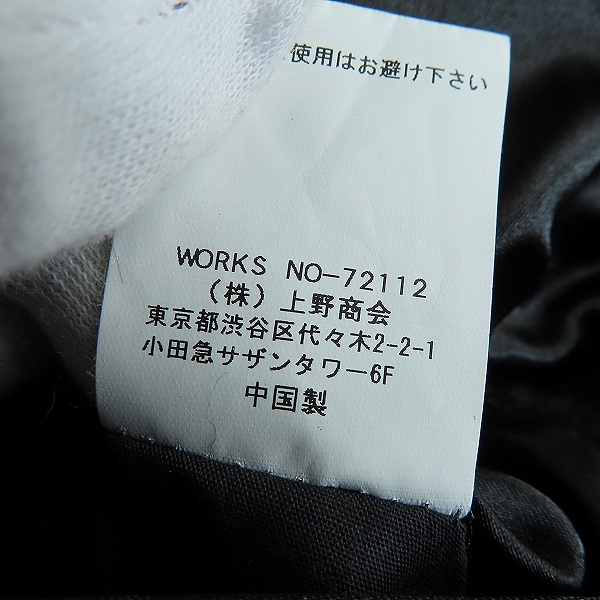 使用はお避け下さい
WORKS NO-72112
(株)上野商会
東京都渋谷区代々木2-2-1
小田急サザンタワー6F
中国製